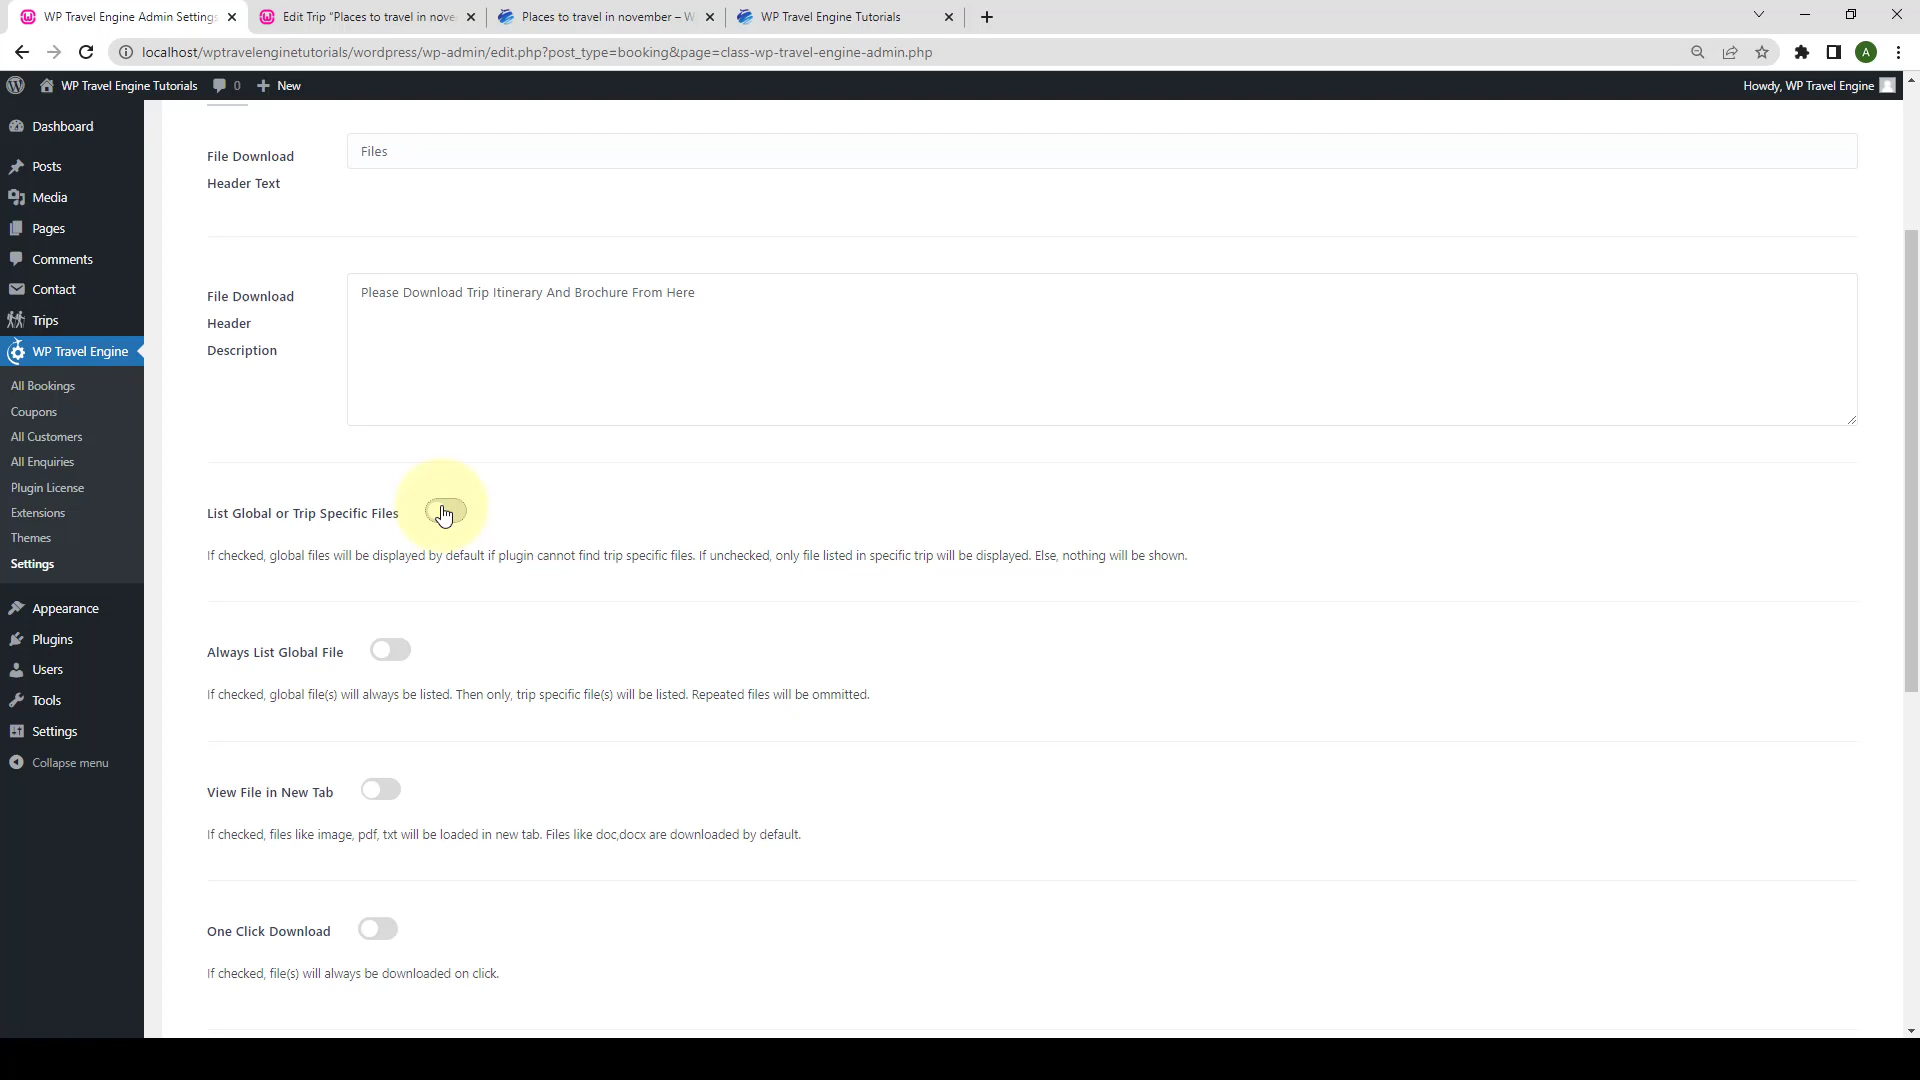 WP Travel Engine Admin Settings
Edit Trip "Places to travel in nove
Places to travel in november – W
WP Travel Engine Tutorials
localhost/wptravelenginetutorials/wordpress/wp-admin/edit.php?post_type=booking&page=class-wp-travel-engine-admin.php
A
WP Travel Engine Tutorials
0
New
Howdy, WP Travel Engine
Dashboard
Posts
Media
Pages
Comments
Contact
Trips
WP Travel Engine
All Bookings
Coupons
All Customers
All Enquiries
Plugin License
Extensions
Themes
Settings
Appearance
Plugins
Users
Tools
Settings
Collapse menu
File Download
Header Text
Files
File Download
Header
Description
Please Download Trip Itinerary And Brochure From Here
List Global or Trip Specific Files
If checked, global files will be displayed by default if plugin cannot find trip specific files. If unchecked, only file listed in specific trip will be displayed. Else, nothing will be shown.
Always List Global File
If checked, global file(s) will always be listed. Then only, trip specific file(s) will be listed. Repeated files will be ommitted.
View File in New Tab
If checked, files like image, pdf, txt will be loaded in new tab. Files like doc,docx are downloaded by default.
One Click Download
If checked, file(s) will always be downloaded on click.